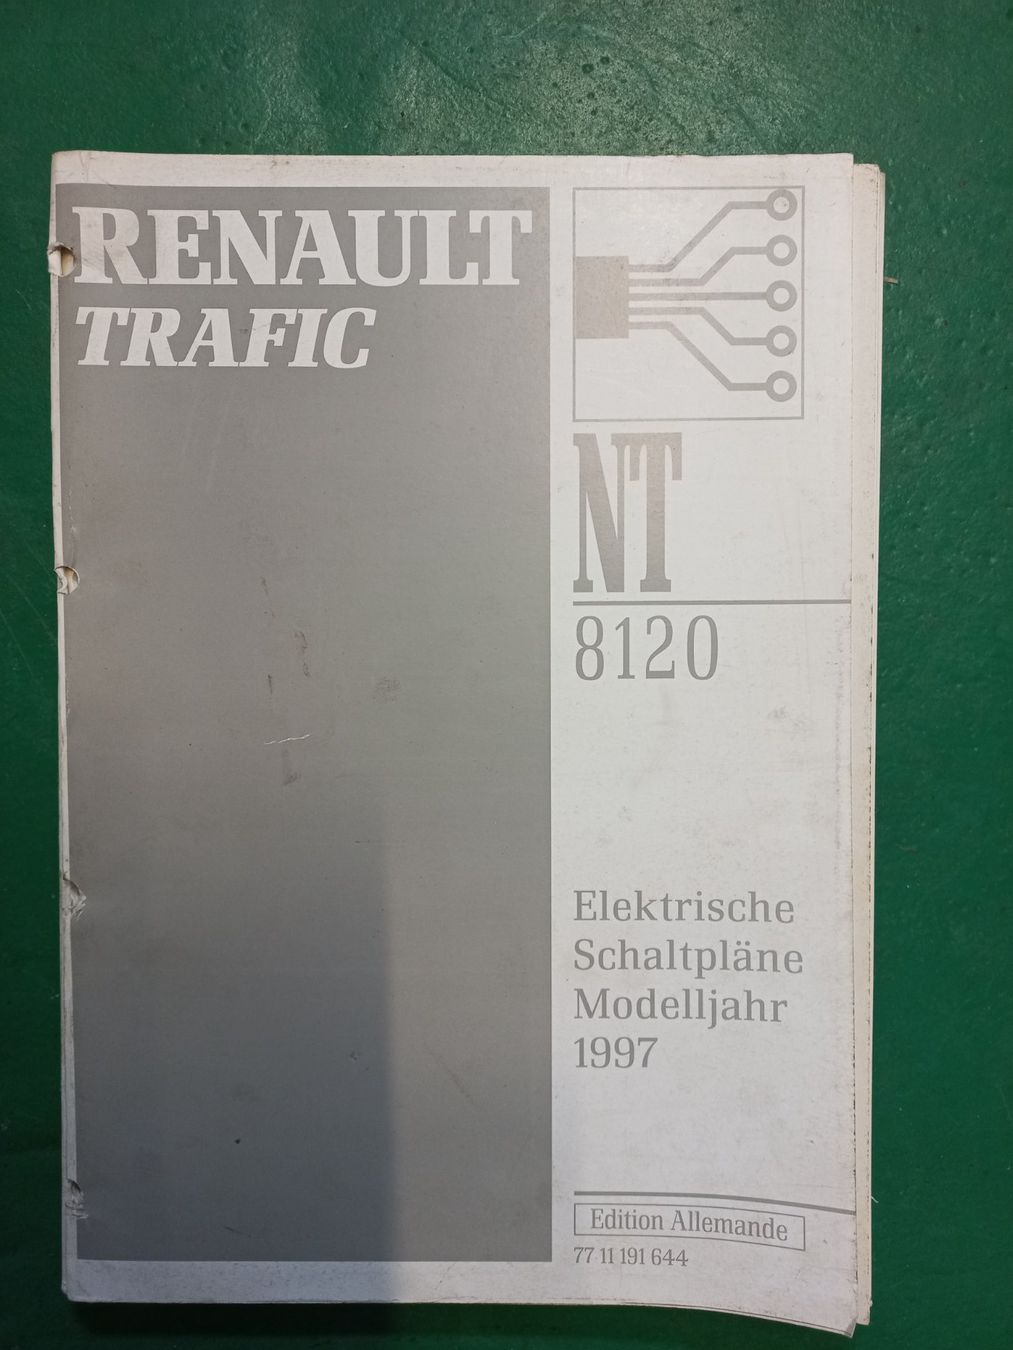 RENAULT
TRAFIC
NT
8120
Elektrische
Schaltpläne
Modelljahr
1997
Edition Allemande
77 11 191 644